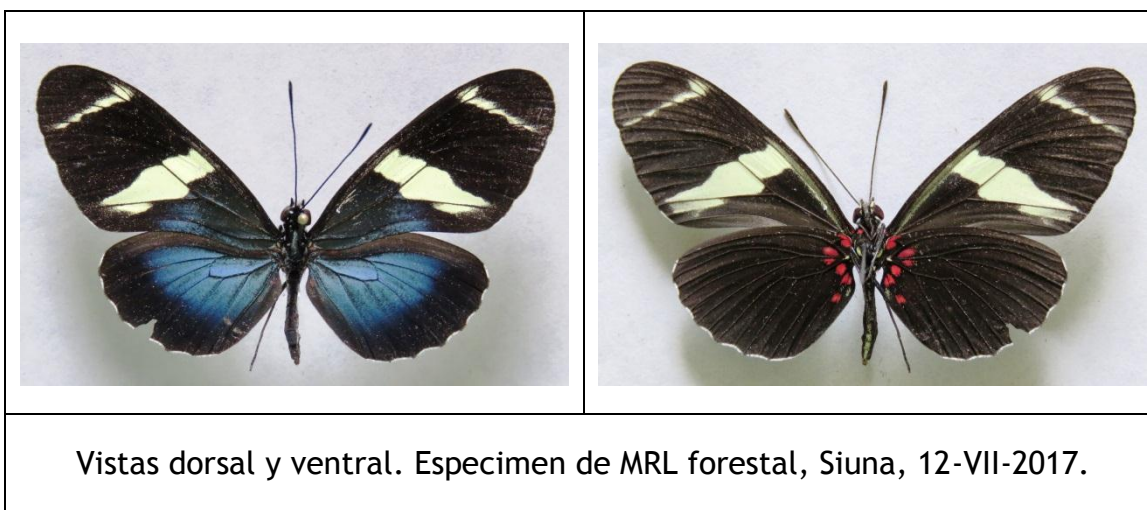 Vistas dorsal y ventral. Especimen de MRL forestal, Siuna, 12-VII-2017.